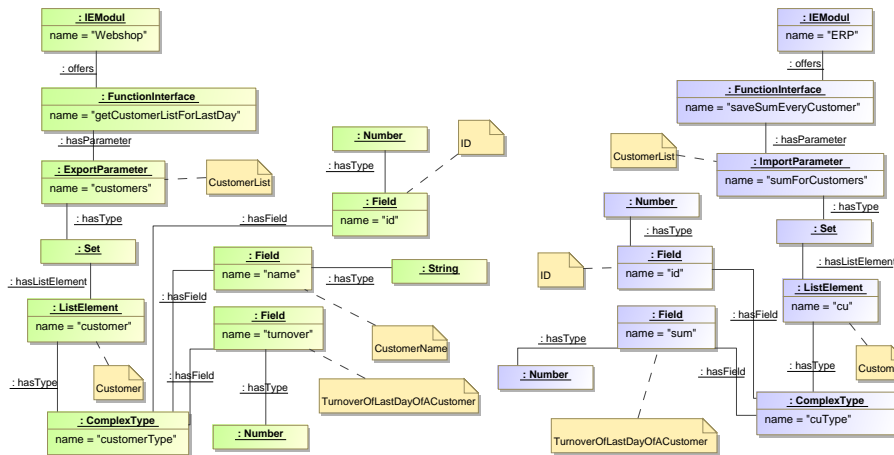 : IEModul
name = "Webshop"
: offers
: FunctionInterface
name = "getCustomerListForLastDay"
: hasParameter
: ExportParameter
name = "customers"
CustomerList
: hasType
: Set
: hasListElement
: ListElement
name = "customer"
Customer
: hasType
: ComplexType
name = "customerType"
: Number
: hasType
ID
: Field
name = "id"
: hasField
: Field
name = "name"
: hasType
: String
: hasField
CustomerName
: Field
name = "turnover"
: hasField
: hasType
TurnoverOfLastDayOfACustomer
: Number
: IEModul
name = "ERP"
: offers
: FunctionInterface
name = "saveSumEveryCustomer"
: hasParameter
CustomerList
: ImportParameter
name = "sumForCustomers"
: hasType
: Set
: hasListElement
: ListElement
name = "cu"
: Number
: hasType
: Field
name = "id"
ID
: hasField
: Field
name = "sum"
: hasType
: Number
: hasField
: hasType
Custom
: ComplexType
name = "cuType"
TurnoverOfLastDayOfACustomer